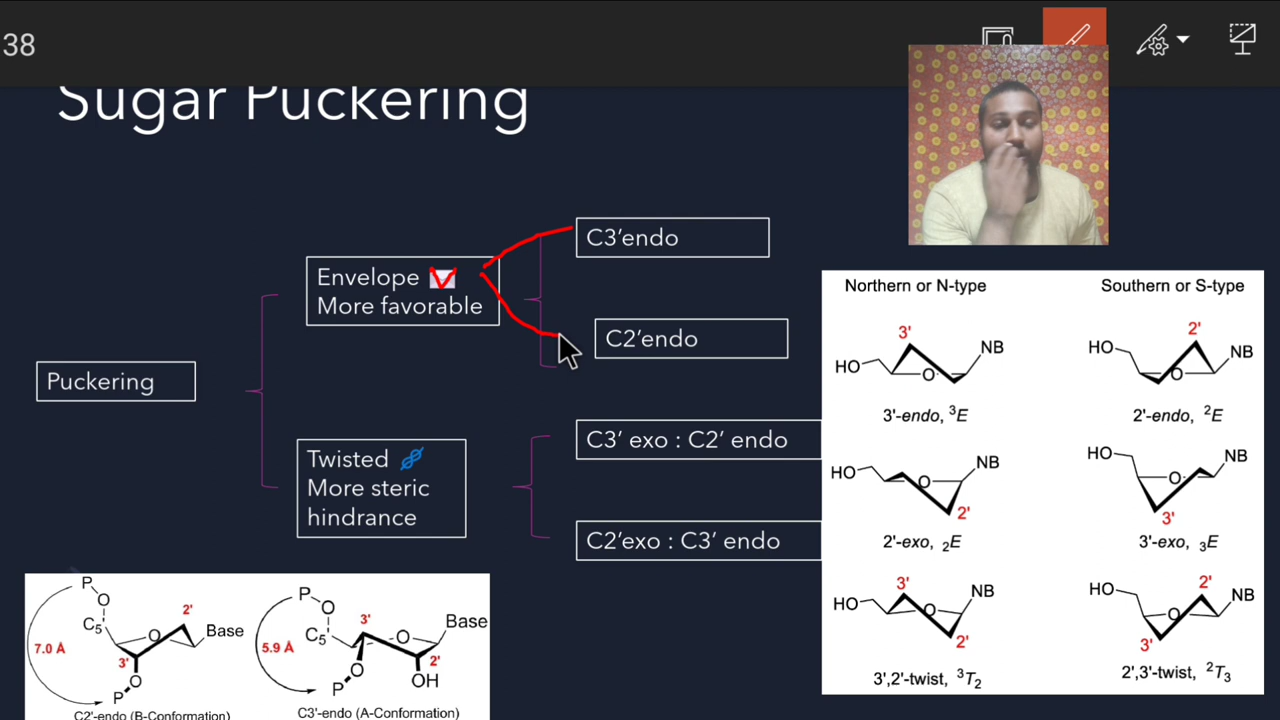 38
Sugar Puckering
Envelope
More favorable
C3'endo
C2'endo
Puckering
Twisted
More steric
hindrance
C3' exo : C2' endo
C2'exo : C3' endo
Northern or N-type
Southern or S-type
3'
HO
O
NB
3'-endo, ³E
2'
HO
O
NB
2'-endo, ²E
HO
O
NB
2'
2'-exo, ₂E
HO
O
NB
3'
3'-exo, ₃E
3'
HO
O
NB
2'
3',2'-twist, ³T₂
2'
HO
O
NB
3'
2',3'-twist, ²T₃
P
O
2'
C5'
O
Base
7.0 Å
3'
O
P
C2'-endo (B-Conformation)
P
O
3'
C5'
O
Base
5.9 Å
2'
O
P
OH
C3'-endo (A-Conformation)